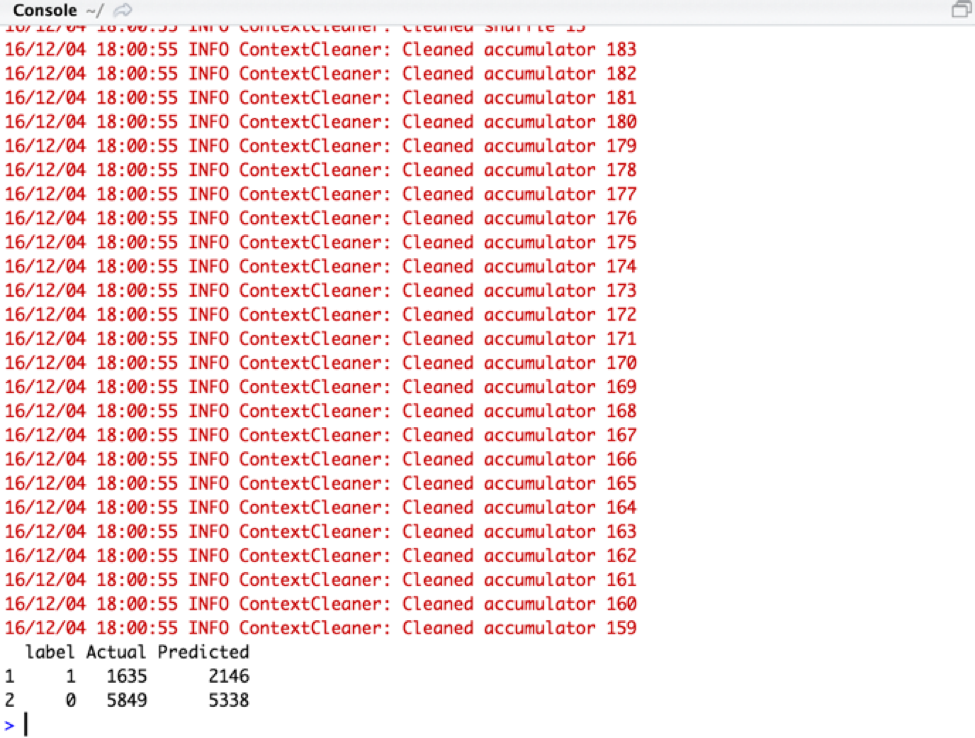 Console ~/
16/12/04 18:00:55 INFO ContextCleaner: Cleaned shuffle 15
16/12/04 18:00:55 INFO ContextCleaner: Cleaned accumulator 183
16/12/04 18:00:55 INFO ContextCleaner: Cleaned accumulator 182
16/12/04 18:00:55 INFO ContextCleaner: Cleaned accumulator 181
16/12/04 18:00:55 INFO ContextCleaner: Cleaned accumulator 180
16/12/04 18:00:55 INFO ContextCleaner: Cleaned accumulator 179
16/12/04 18:00:55 INFO ContextCleaner: Cleaned accumulator 178
16/12/04 18:00:55 INFO ContextCleaner: Cleaned accumulator 177
16/12/04 18:00:55 INFO ContextCleaner: Cleaned accumulator 176
16/12/04 18:00:55 INFO ContextCleaner: Cleaned accumulator 175
16/12/04 18:00:55 INFO ContextCleaner: Cleaned accumulator 174
16/12/04 18:00:55 INFO ContextCleaner: Cleaned accumulator 173
16/12/04 18:00:55 INFO ContextCleaner: Cleaned accumulator 172
16/12/04 18:00:55 INFO ContextCleaner: Cleaned accumulator 171
16/12/04 18:00:55 INFO ContextCleaner: Cleaned accumulator 170
16/12/04 18:00:55 INFO ContextCleaner: Cleaned accumulator 169
16/12/04 18:00:55 INFO ContextCleaner: Cleaned accumulator 168
16/12/04 18:00:55 INFO ContextCleaner: Cleaned accumulator 167
16/12/04 18:00:55 INFO ContextCleaner: Cleaned accumulator 166
16/12/04 18:00:55 INFO ContextCleaner: Cleaned accumulator 165
16/12/04 18:00:55 INFO ContextCleaner: Cleaned accumulator 164
16/12/04 18:00:55 INFO ContextCleaner: Cleaned accumulator 163
16/12/04 18:00:55 INFO ContextCleaner: Cleaned accumulator 162
16/12/04 18:00:55 INFO ContextCleaner: Cleaned accumulator 161
16/12/04 18:00:55 INFO ContextCleaner: Cleaned accumulator 160
16/12/04 18:00:55 INFO ContextCleaner: Cleaned accumulator 159
label Actual Predicted
1 1 1635 2146
2 0 5849 5338
>